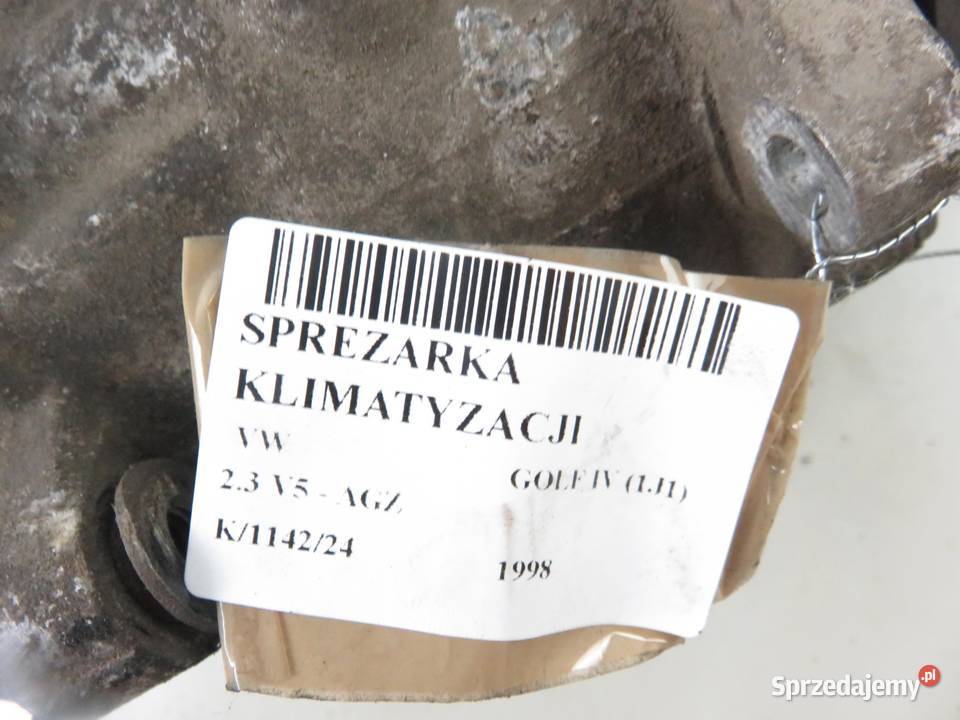 SPREZARKA
KLIMATYZACJI
VW
2.3 V5 - AGZ GOLF IV (1J1)
K/1142/24
1998
Sprzedajemy.pl